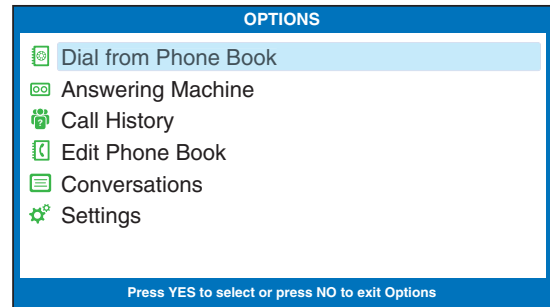 OPTIONS
Dial from Phone Book
Answering Machine
Call History
Edit Phone Book
Conversations
Settings
Press YES to select or press NO to exit Options